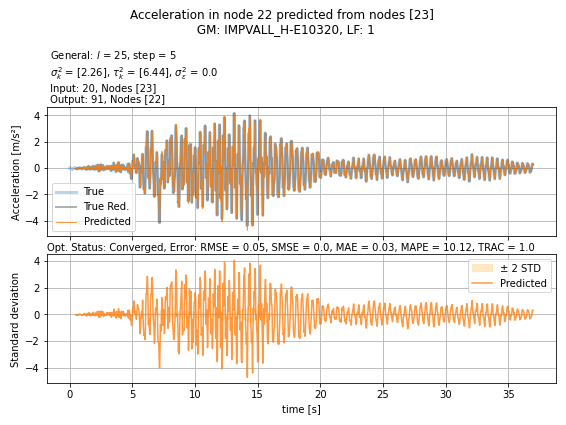 Acceleration in node 22 predicted from nodes [23]
GM: IMPVALL_H-E10320, LF: 1
General: l = 25, step = 5
σ²ₖ = [2.26], τ²ₖ = [6.44], σ²ε = 0.0
Input: 20, Nodes [23]
Output: 91, Nodes [22]
Acceleration [m/s²]
4
2
0
−2
−4
True
True Red.
Predicted
Opt. Status: Converged, Error: RMSE = 0.05, SMSE = 0.0, MAE = 0.03, MAPE = 10.12, TRAC = 1.0
Standard deviation
4
2
0
−2
−4
± 2 STD
Predicted
0 5 10 15 20 25 30 35
time [s]